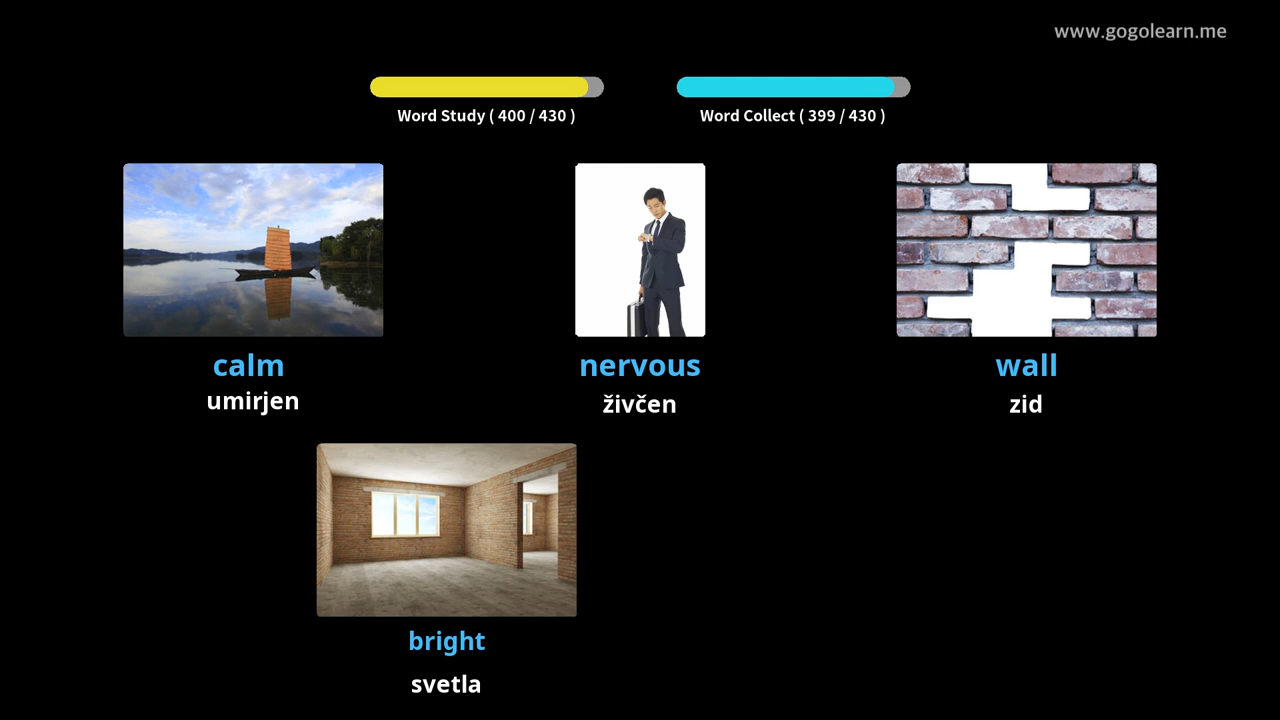 www.gogolearn.me
Word Study ( 400 / 430 )
Word Collect ( 399 / 430 )
calm
umirjen
nervous
živčen
wall
zid
bright
svetla